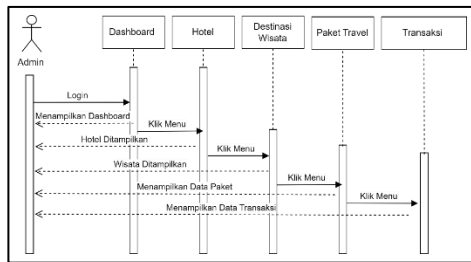 Dashboard
Hotel
Destinasi
Wisata
Paket Travel
Transaksi
Admin
Login
Menampilkan Dashboard
Klik Menu
Hotel Ditampilkan
Klik Menu
Wisata Ditampilkan
Klik Menu
Menampilkan Data Paket
Klik Menu
Menampilkan Data Transaksi